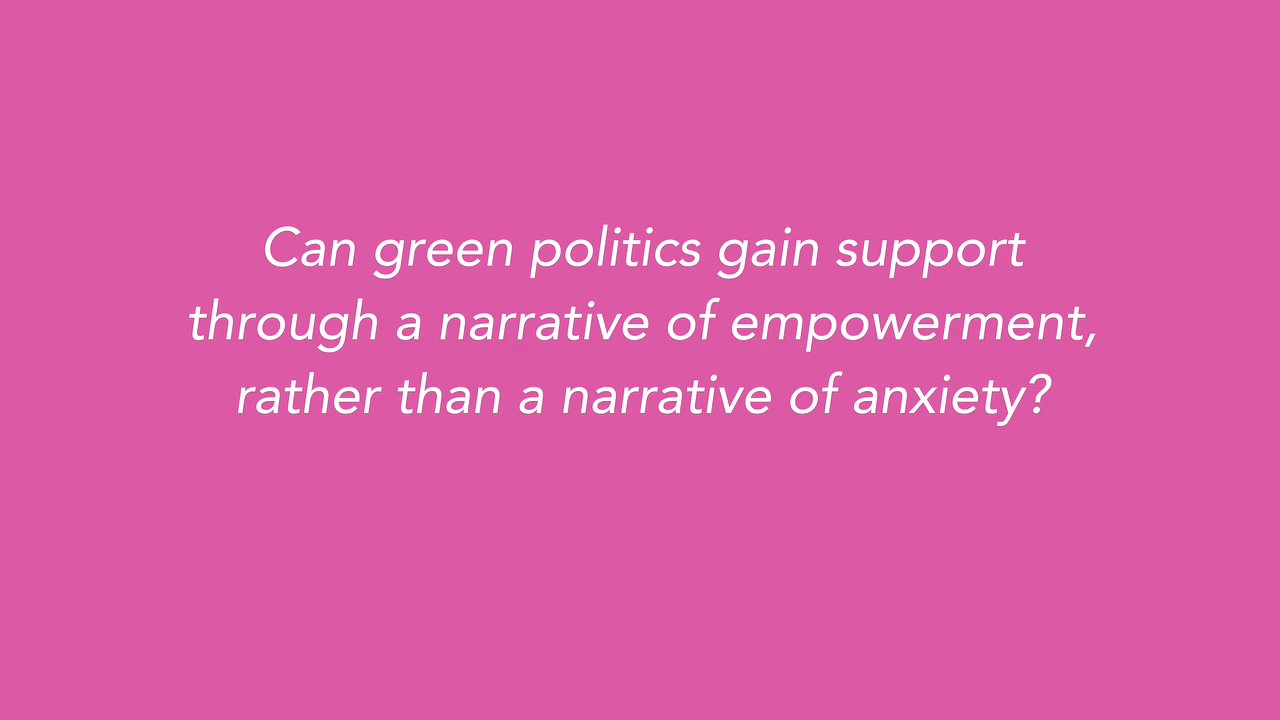 Can green politics gain support
through a narrative of empowerment,
rather than a narrative of anxiety?